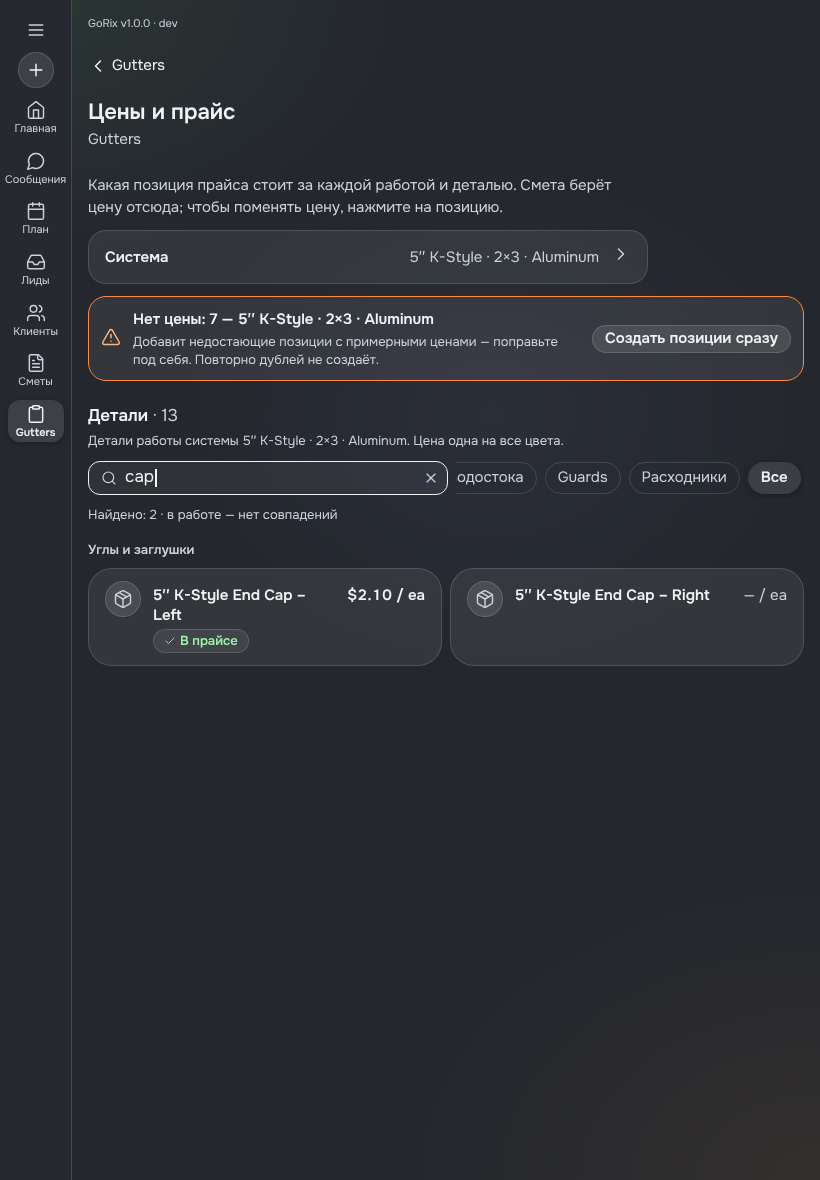 GoRix v1.0.0 · dev
Gutters
Главная
Сообщения
План
Лиды
Клиенты
Сметы
Gutters
Цены и прайс
Gutters
Какая позиция прайса стоит за каждой работой и деталью. Смета берёт
цену отсюда; чтобы поменять цену, нажмите на позицию.
Система 5″ K-Style · 2×3 · Aluminum
Нет цены: 7 — 5″ K-Style · 2×3 · Aluminum
Добавит недостающие позиции с примерными ценами — поправьте
под себя. Повторно дублей не создаёт.
Создать позиции сразу
Детали · 13
Детали работы системы 5″ K-Style · 2×3 · Aluminum. Цена одна на все цвета.
cap одостока Guards Расходники Все
Найдено: 2 · в работе — нет совпадений
Углы и заглушки
5″ K-Style End Cap – Left $2.10 / ea
В прайсе
5″ K-Style End Cap – Right — / ea